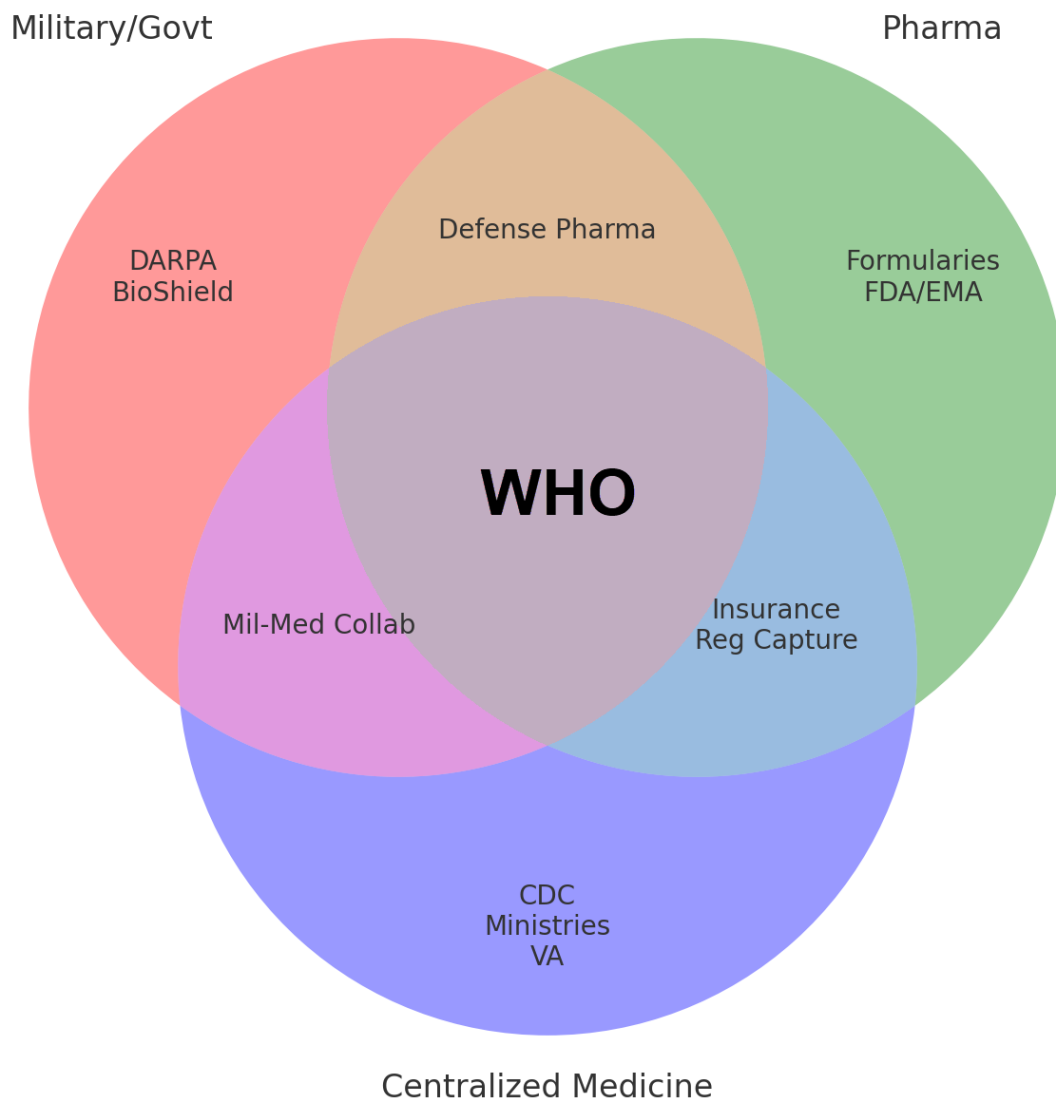 Military/Govt
Pharma
Defense Pharma
DARPA
BioShield
Formularies
FDA/EMA
WHO
Mil-Med Collab
Insurance
Reg Capture
CDC
Ministries
VA
Centralized Medicine